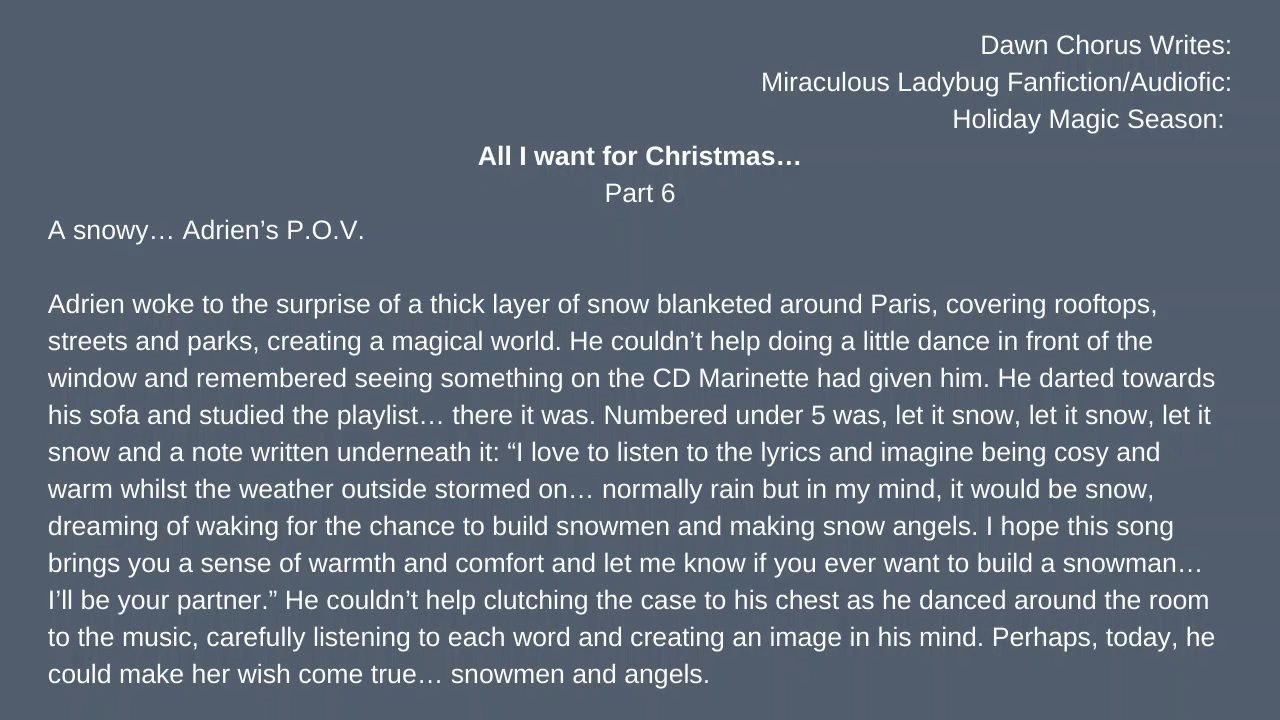 Dawn Chorus Writes:
Miraculous Ladybug Fanfiction/Audiofic:
Holiday Magic Season:
All I want for Christmas…
Part 6
A snowy… Adrien’s P.O.V.
Adrien woke to the surprise of a thick layer of snow blanketed around Paris, covering rooftops,
streets and parks, creating a magical world. He couldn’t help doing a little dance in front of the
window and remembered seeing something on the CD Marinette had given him. He darted towards
his sofa and studied the playlist… there it was. Numbered under 5 was, let it snow, let it snow, let it
snow and a note written underneath it: “I love to listen to the lyrics and imagine being cosy and
warm whilst the weather outside stormed on… normally rain but in my mind, it would be snow,
dreaming of waking for the chance to build snowmen and making snow angels. I hope this song
brings you a sense of warmth and comfort and let me know if you ever want to build a snowman…
I’ll be your partner.” He couldn’t help clutching the case to his chest as he danced around the room
to the music, carefully listening to each word and creating an image in his mind. Perhaps, today, he
could make her wish come true… snowmen and angels.